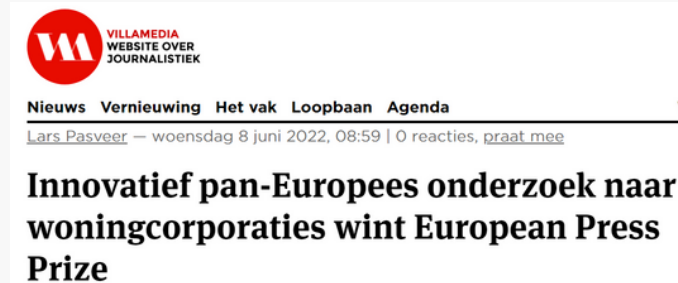 VM
VILLAMEDIA
WEBSITE OVER
JOURNALISTIEK
Nieuws Vernieuwing Het vak Loopbaan Agenda
Lars Pasveer — woensdag 8 juni 2022, 08:59 | 0 reacties, praat mee
Innovatief pan-Europees onderzoek naar
woningcorporaties wint European Press
Prize